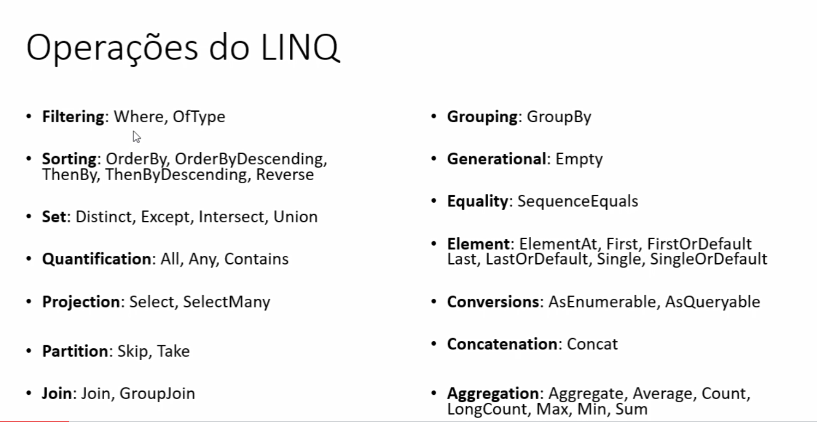 Operações do LINQ
• Filtering: Where, OfType
• Sorting: OrderBy, OrderByDescending,
ThenBy, ThenByDescending, Reverse
• Set: Distinct, Except, Intersect, Union
• Quantification: All, Any, Contains
• Projection: Select, SelectMany
• Partition: Skip, Take
• Join: Join, GroupJoin
• Grouping: GroupBy
• Generational: Empty
• Equality: SequenceEquals
• Element: ElementAt, First, FirstOrDefault
Last, LastOrDefault, Single, SingleOrDefault
• Conversions: AsEnumerable, AsQueryable
• Concatenation: Concat
• Aggregation: Aggregate, Average, Count,
LongCount, Max, Min, Sum